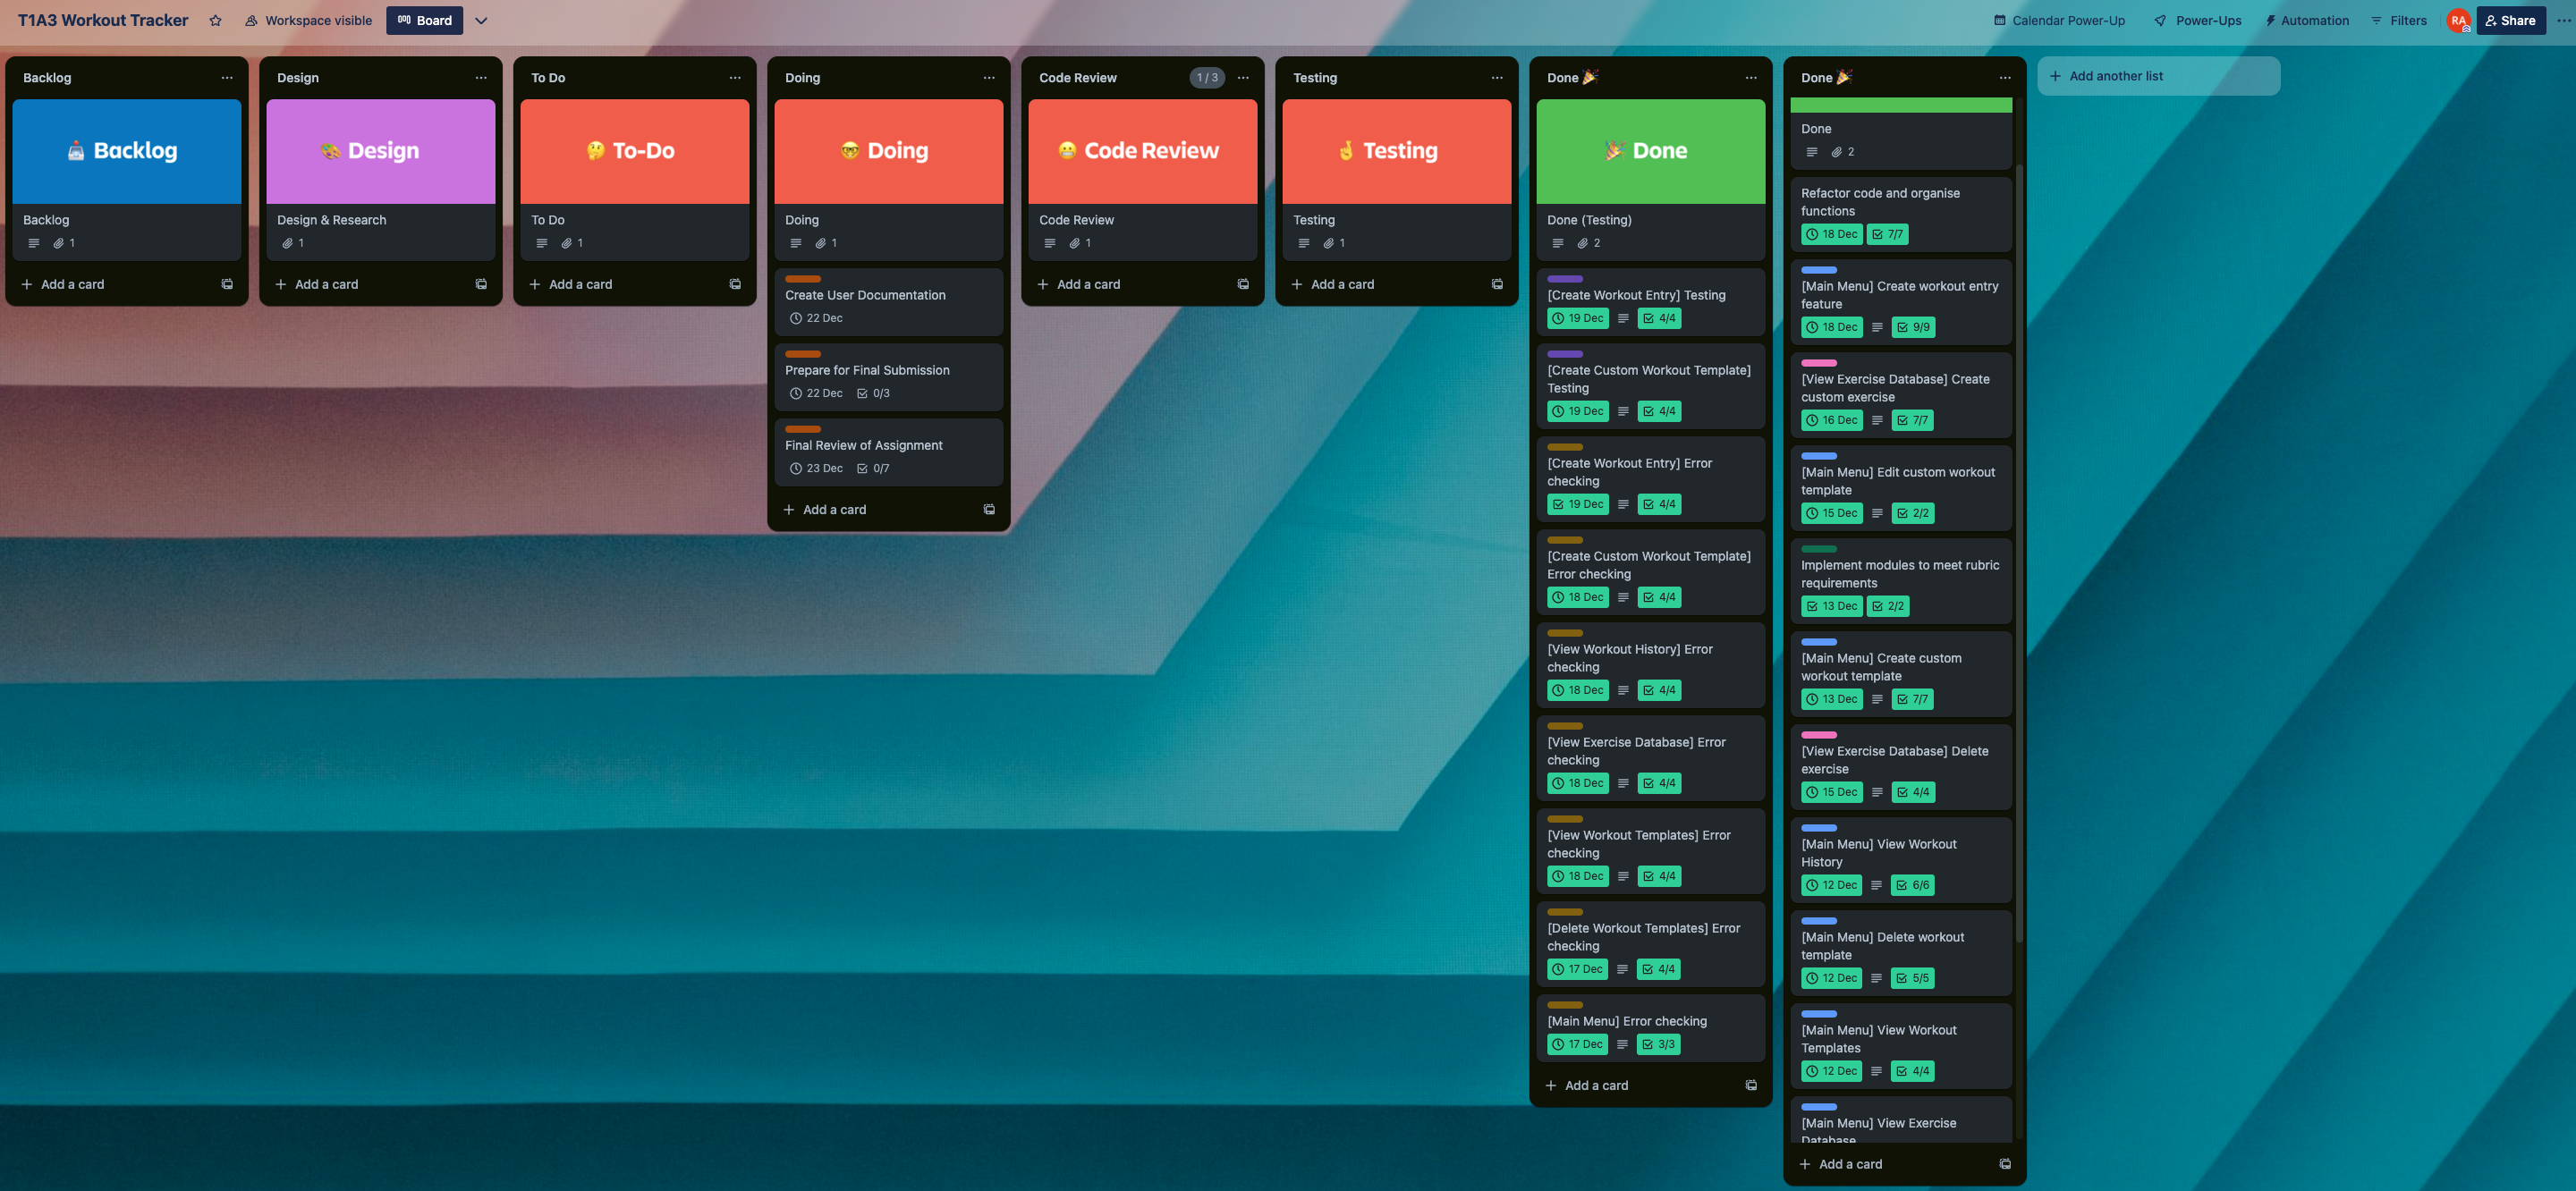 T1A3 Workout Tracker
Workspace visible
Board
Calendar Power-Up
Power-Ups
Automation
Filters
RA
Share
Backlog
Backlog
Backlog
1
Add a card
Design
Design
Design & Research
1
Add a card
To Do
To-Do
To Do
1
Add a card
Doing
Doing
Doing
1
Create User Documentation
22 Dec
Prepare for Final Submission
22 Dec 0/3
Final Review of Assignment
23 Dec 0/7
Add a card
Code Review 1 / 3
Code Review
Code Review
1
Add a card
Testing
Testing
Testing
1
Add a card
Done
Done
Done (Testing)
2
[Create Workout Entry] Testing
19 Dec 4/4
[Create Custom Workout Template]
Testing
19 Dec 4/4
[Create Workout Entry] Error
checking
19 Dec 4/4
[Create Custom Workout Template]
Error checking
18 Dec 4/4
[View Workout History] Error
checking
18 Dec 4/4
[View Exercise Database] Error
checking
18 Dec 4/4
[View Workout Templates] Error
checking
18 Dec 4/4
[Delete Workout Templates] Error
checking
17 Dec 4/4
[Main Menu] Error checking
17 Dec 3/3
Add a card
Done
Done
2
Refactor code and organise
functions
18 Dec 7/7
[Main Menu] Create workout entry
feature
18 Dec 9/9
[View Exercise Database] Create
custom exercise
16 Dec 7/7
[Main Menu] Edit custom workout
template
15 Dec 2/2
Implement modules to meet rubric
requirements
13 Dec 2/2
[Main Menu] Create custom
workout template
13 Dec 7/7
[View Exercise Database] Delete
exercise
15 Dec 4/4
[Main Menu] View Workout
History
12 Dec 6/6
[Main Menu] Delete workout
template
12 Dec 5/5
[Main Menu] View Workout
Templates
12 Dec 4/4
[Main Menu] View Exercise
Database
Add a card
Add another list